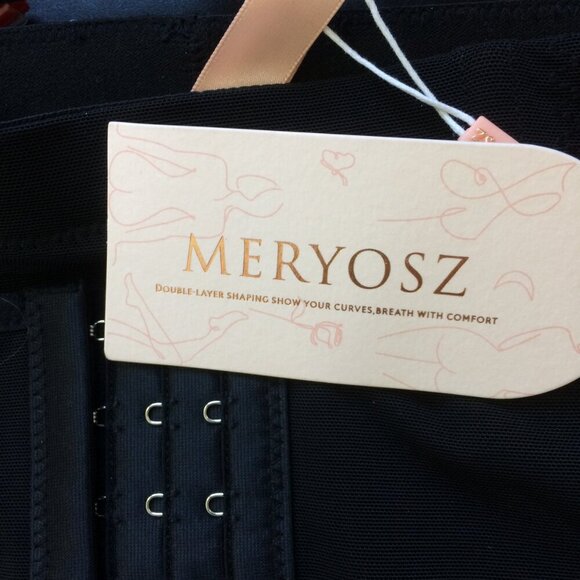 MERYOSZ
DOUBLE-LAYER SHAPING SHOW YOUR CURVES,BREATH WITH COMFORT